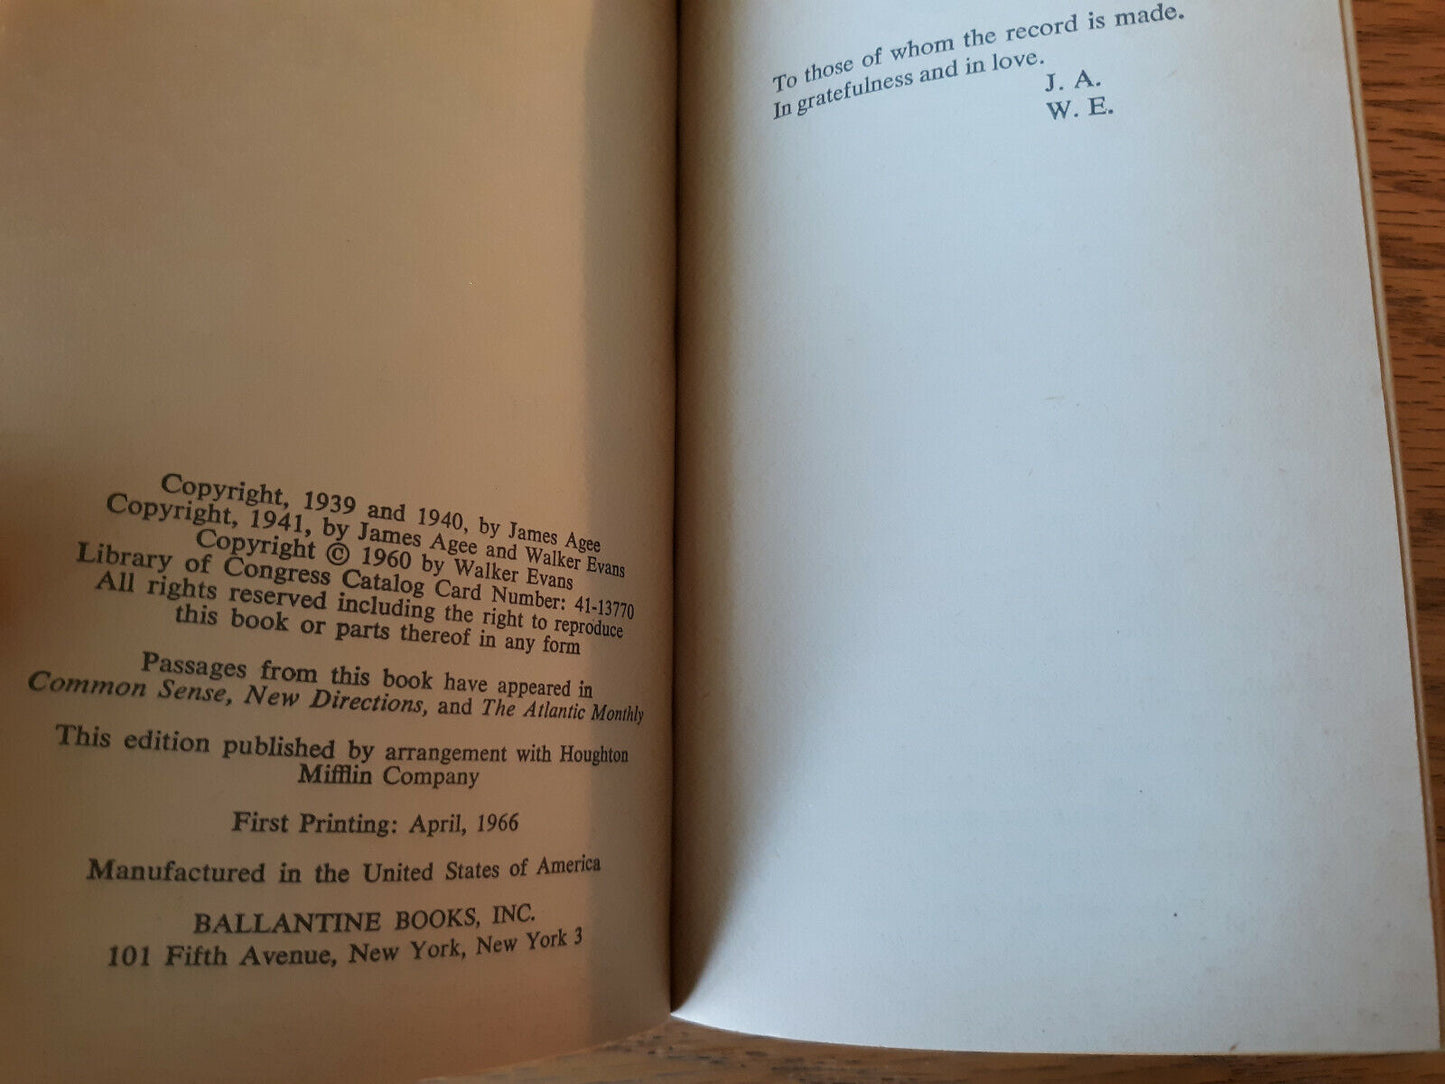 Copyright, 1939 and 1940, by James Agee
Copyright, 1941, by James Agee and Walker Evans
Copyright © 1960 by Walker Evans
Library of Congress Catalog Card Number: 41-13770
All rights reserved including the right to reproduce
this book or parts thereof in any form
Passages from this book have appeared in
Common Sense, New Directions, and The Atlantic Monthly
This edition published by arrangement with Houghton
Mifflin Company
First Printing: April, 1966
Manufactured in the United States of America
BALLANTINE BOOKS, INC.
101 Fifth Avenue, New York, New York 3
To those of whom the record is made.
In gratefulness and in love.
J. A.
W. E.